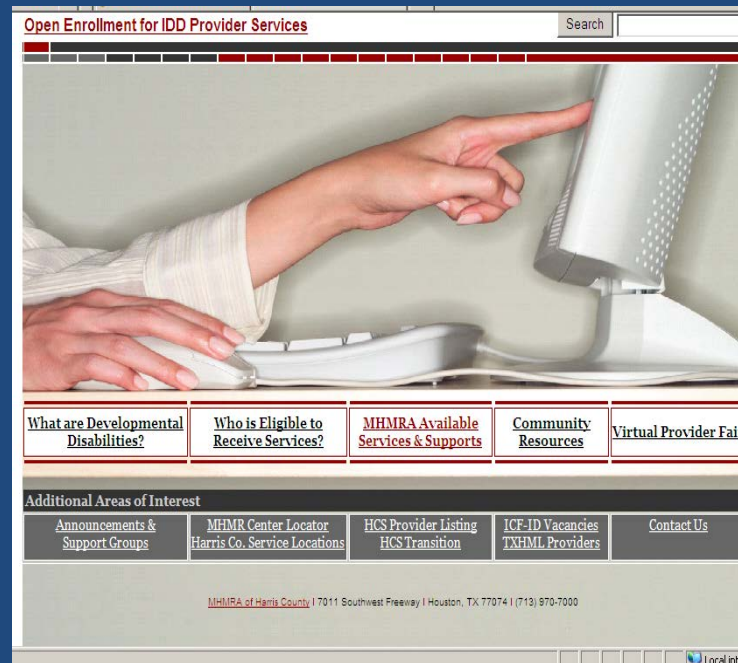 Open Enrollment for IDD Provider Services
Search
What are Developmental Disabilities?
Who is Eligible to Receive Services?
MHMRA Available Services & Supports
Community Resources
Virtual Provider Fai
Additional Areas of Interest
Announcements & Support Groups
MHMR Center Locator
Harris Co. Service Locations
HCS Provider Listing
HCS Transition
ICF-ID Vacancies
TXHML Providers
Contact Us
MHMRA of Harris County | 7011 Southwest Freeway | Houston, TX 77074 | (713) 970-7000